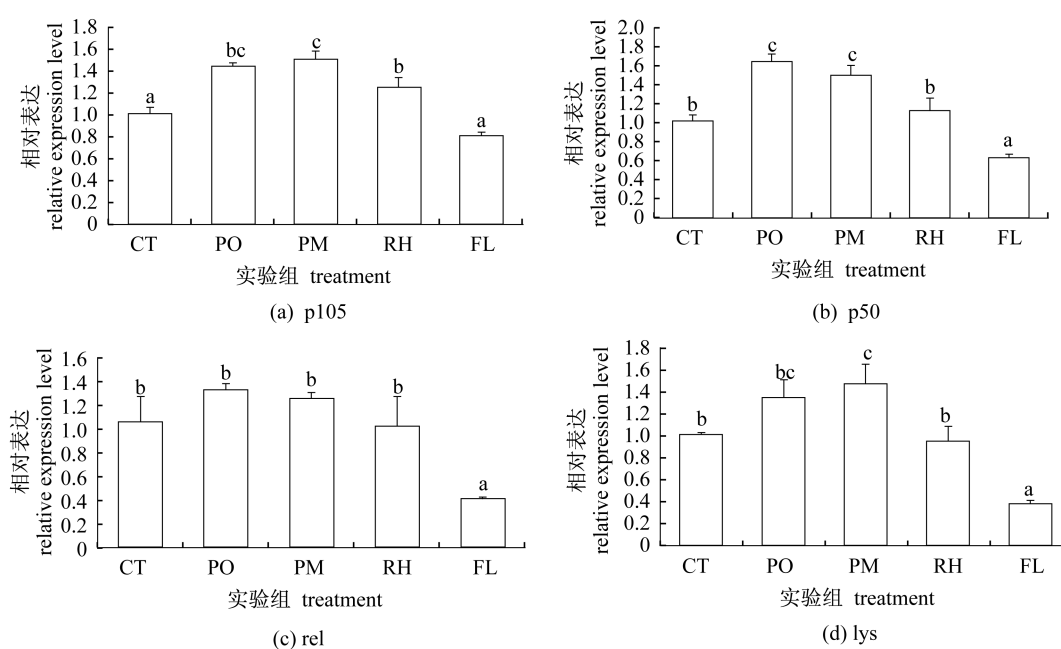 相对表达
relative expression level
1.8
1.6
1.4
1.2
1.0
0.8
0.6
0.4
0.2
0
a
bc
c
b
a
CT PO PM RH FL
实验组 treatment
(a) p105
相对表达
relative expression level
2.0
1.8
1.6
1.4
1.2
1.0
0.8
0.6
0.4
0.2
0
b
c
c
b
a
CT PO PM RH FL
实验组 treatment
(b) p50
相对表达
relative expression level
1.6
1.4
1.2
1.0
0.8
0.6
0.4
0.2
0
b
b
b
b
a
CT PO PM RH FL
实验组 treatment
(c) rel
相对表达
relative expression level
1.8
1.6
1.4
1.2
1.0
0.8
0.6
0.4
0.2
0
b
bc
c
b
a
CT PO PM RH FL
实验组 treatment
(d) lys